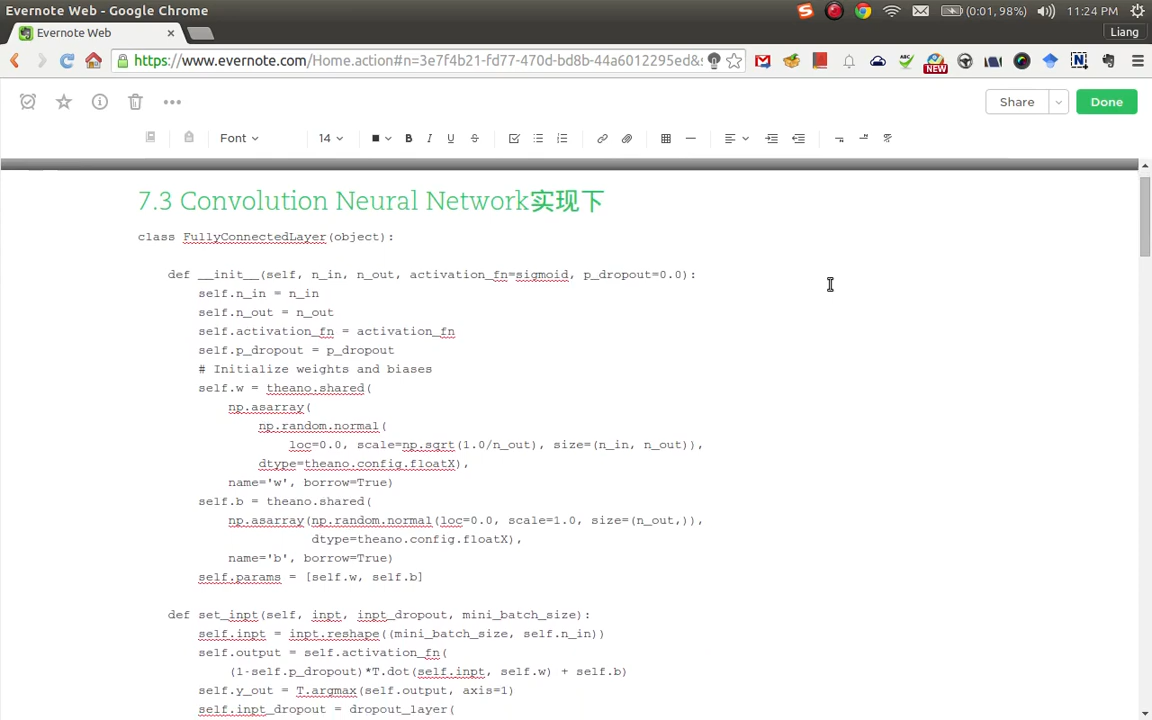 Evernote Web - Google Chrome
(0:01, 98%)
11:24 PM
Evernote Web
Liang
https://www.evernote.com/Home.action#n=3e7f4b21-fd77-470d-bd8b-44a6012295ed&s
NEW
Share
Done
Font
14
7.3 Convolution Neural Network实现下
class FullyConnectedLayer(object):
def __init__(self, n_in, n_out, activation_fn=sigmoid, p_dropout=0.0):
self.n_in = n_in
self.n_out = n_out
self.activation_fn = activation_fn
self.p_dropout = p_dropout
# Initialize weights and biases
self.w = theano.shared(
np.asarray(
np.random.normal(
loc=0.0, scale=np.sqrt(1.0/n_out), size=(n_in, n_out)),
dtype=theano.config.floatX),
name='w', borrow=True)
self.b = theano.shared(
np.asarray(np.random.normal(loc=0.0, scale=1.0, size=(n_out,)),
dtype=theano.config.floatX),
name='b', borrow=True)
self.params = [self.w, self.b]
def set_inpt(self, inpt, inpt_dropout, mini_batch_size):
self.inpt = inpt.reshape((mini_batch_size, self.n_in))
self.output = self.activation_fn(
(1-self.p_dropout)*T.dot(self.inpt, self.w) + self.b)
self.y_out = T.argmax(self.output, axis=1)
self.inpt_dropout = dropout_layer(